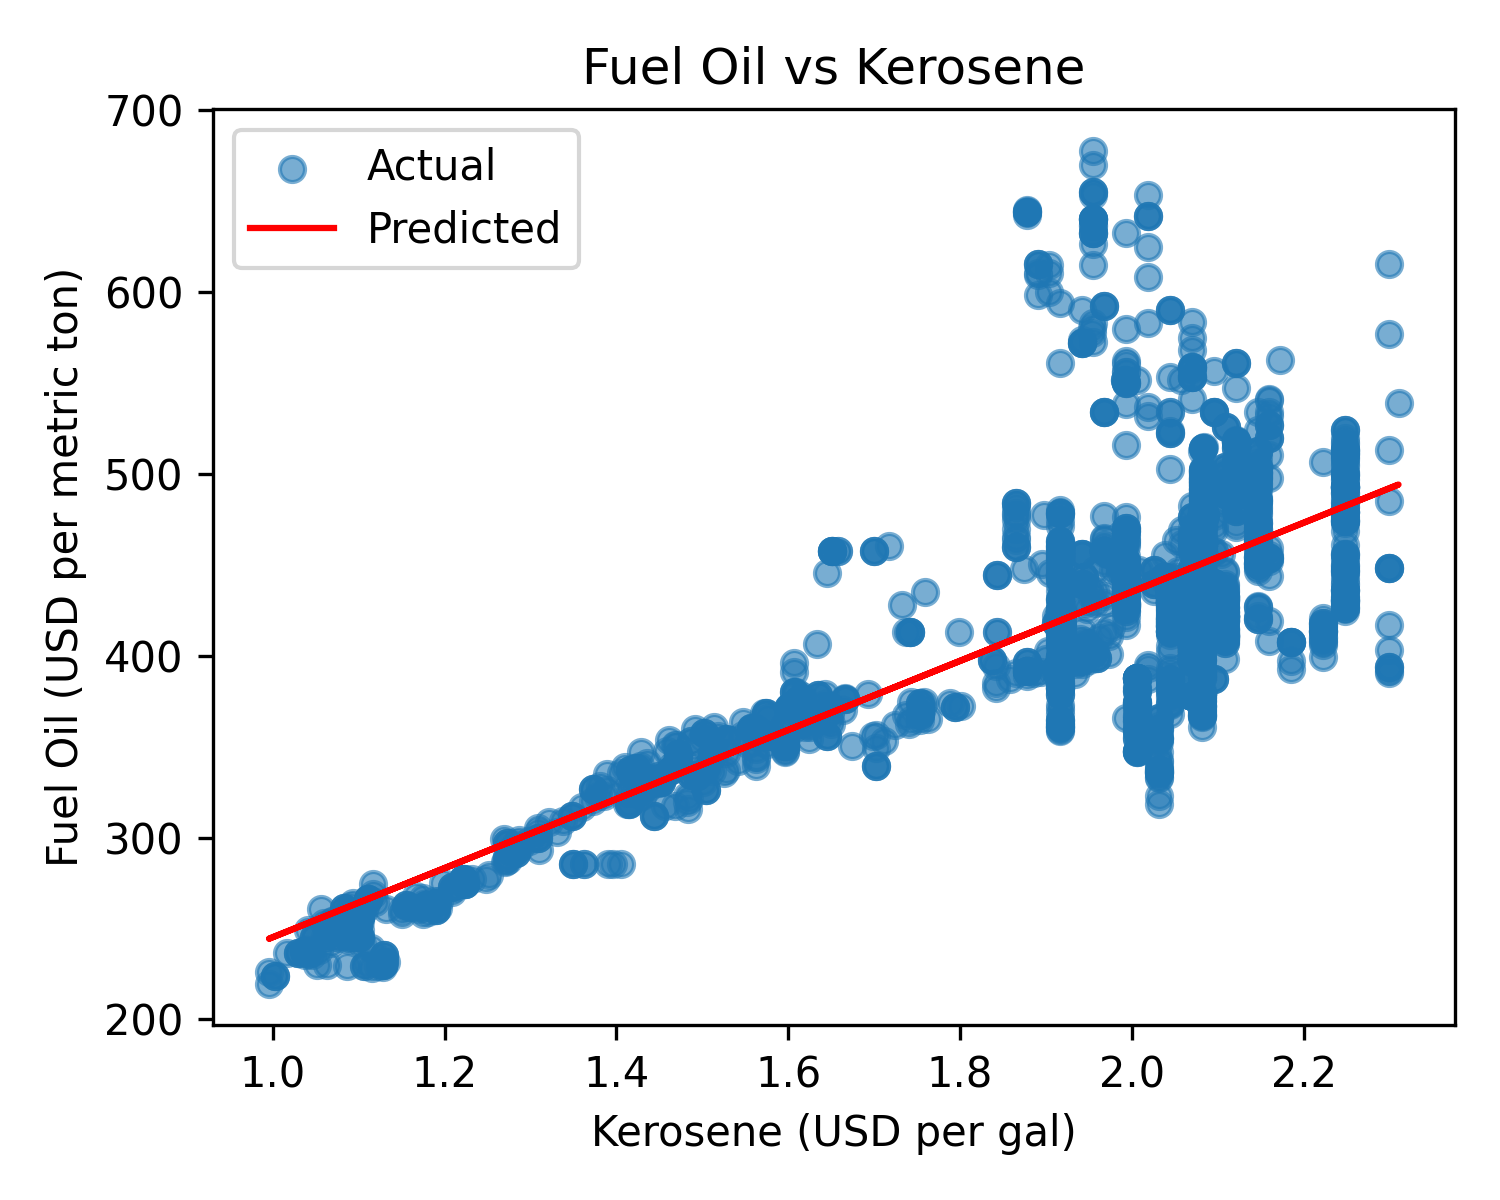 Fuel Oil vs Kerosene
Actual
Predicted
700
600
500
400
300
200
Fuel Oil (USD per metric ton)
1.0 1.2 1.4 1.6 1.8 2.0 2.2
Kerosene (USD per gal)